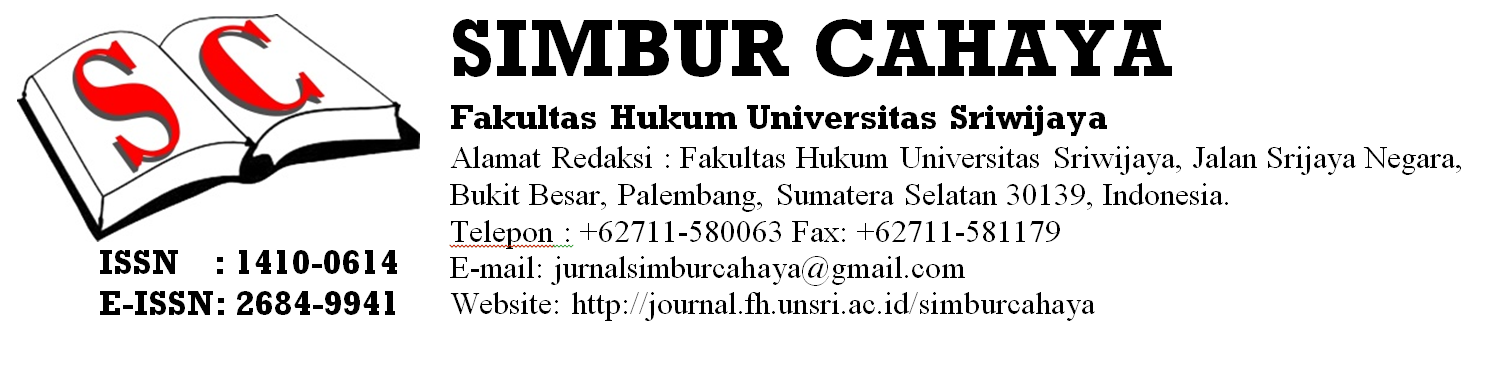 SC
ISSN : 1410-0614
E-ISSN: 2684-9941
SIMBUR CAHAYA
Fakultas Hukum Universitas Sriwijaya
Alamat Redaksi : Fakultas Hukum Universitas Sriwijaya, Jalan Srijaya Negara,
Bukit Besar, Palembang, Sumatera Selatan 30139, Indonesia.
Telepon : +62711-580063 Fax: +62711-581179
E-mail: jurnalsimburcahaya@gmail.com
Website: http://journal.fh.unsri.ac.id/simburcahaya